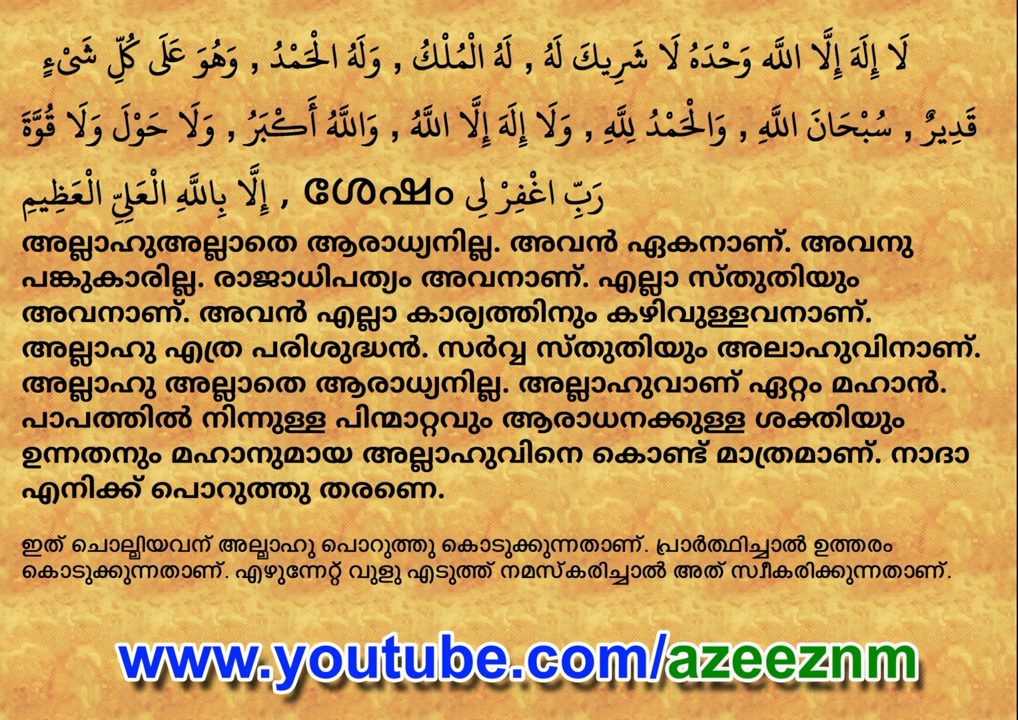 لَا إِلَهَ إِلَّا اللَّه وَحْدَهُ لَا شَرِيكَ لَهُ , لَهُ الْمُلْكُ , وَلَهُ الْحَمْدُ , وَهُوَ عَلَى كُلِّ شَىْءٍ
قَدِيرٌ , سُبْحَانَ اللَّهِ , وَالْحَمْدُ لِلَّهِ , وَلَا إِلَهَ إِلَّا اللَّهُ , وَاللَّهُ أَكْبَرُ , وَلَا حَوْلَ وَلَا قُوَّةَ
إِلَّا بِاللَّهِ الْعَلِيِّ الْعَظِيمِ , ശേഷം رَبِّ اغْفِرْ لِى
അല്ലാഹുഅല്ലാതെ ആരാധ്യനില്ല. അവൻ ഏകനാണ്. അവനു
പങ്കുകാരില്ല. രാജാധിപത്യം അവനാണ്. എല്ലാ സ്തുതിയും
അവനാണ്. അവൻ എല്ലാ കാര്യത്തിനും കഴിവുള്ളവനാണ്.
അല്ലാഹു എത്ര പരിശുദ്ധൻ. സർവ്വ സ്തുതിയും അലാഹുവിനാണ്.
അല്ലാഹു അല്ലാതെ ആരാധ്യനില്ല. അല്ലാഹുവാണ് ഏറ്റം മഹാൻ.
പാപത്തിൽ നിന്നുള്ള പിന്മാറ്റവും ആരാധനക്കുള്ള ശക്തിയും
ഉന്നതനും മഹാനുമായ അല്ലാഹുവിനെ കൊണ്ട് മാത്രമാണ്. നാദാ
എനിക്ക് പൊറുത്തു തരണെ.
ഇത് ചൊല്ലിയവന് അല്ലാഹു പൊറുത്തു കൊടുക്കുന്നതാണ്. പ്രാർത്ഥിച്ചാൽ ഉത്തരം
കൊടുക്കുന്നതാണ്. എഴുന്നേറ്റ് വുളു എടുത്ത് നമസ്കരിച്ചാൽ അത് സ്വീകരിക്കുന്നതാണ്.
www.youtube.com/azeeznm